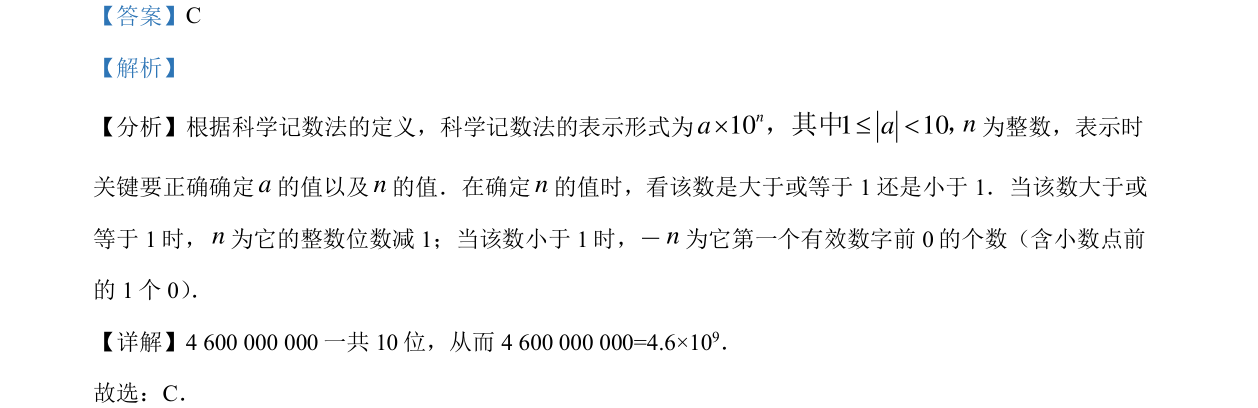 【答案】C
【解析】
【分析】根据科学记数法的定义，科学记数法的表示形式为a×10ⁿ，其中1≤|a|<10，n为整数，表示时
关键要正确确定a的值以及n的值．在确定n的值时，看该数是大于或等于1还是小于1．当该数大于或
等于1时，n为它的整数位数减1；当该数小于1时，－n为它第一个有效数字前0的个数（含小数点前
的1个0）．
【详解】4 600 000 000一共10位，从而4 600 000 000=4.6×10⁹．
故选：C．